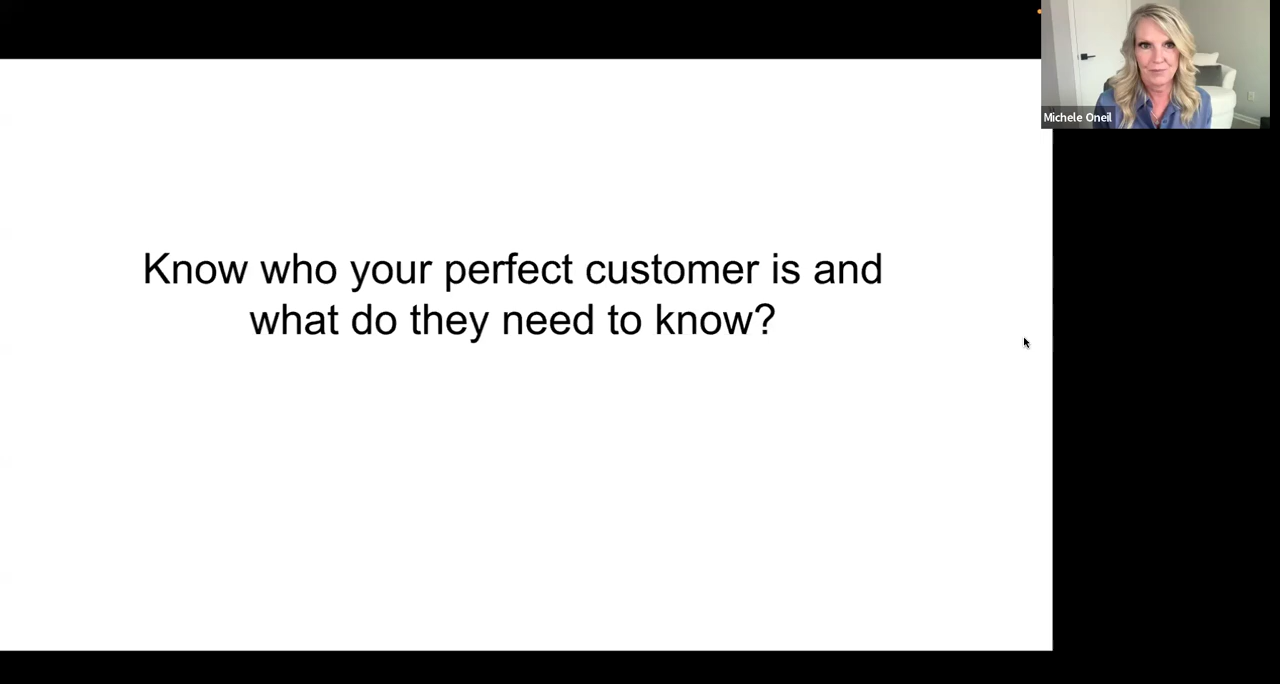 Know who your perfect customer is and
what do they need to know?
Michele Oneil